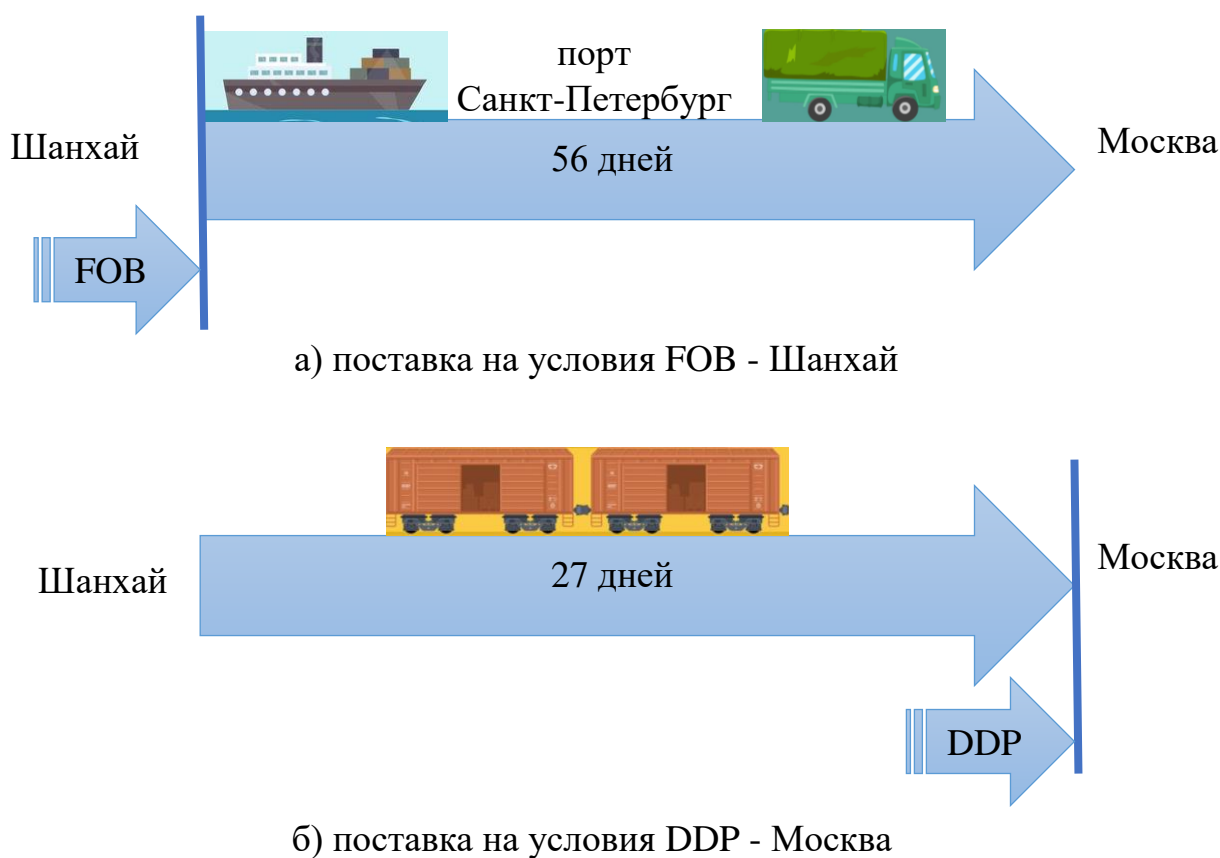 порт
Санкт-Петербург
Шанхай
56 дней
Москва
FOB
а) поставка на условия FOB - Шанхай
Шанхай
27 дней
Москва
DDP
б) поставка на условия DDP - Москва